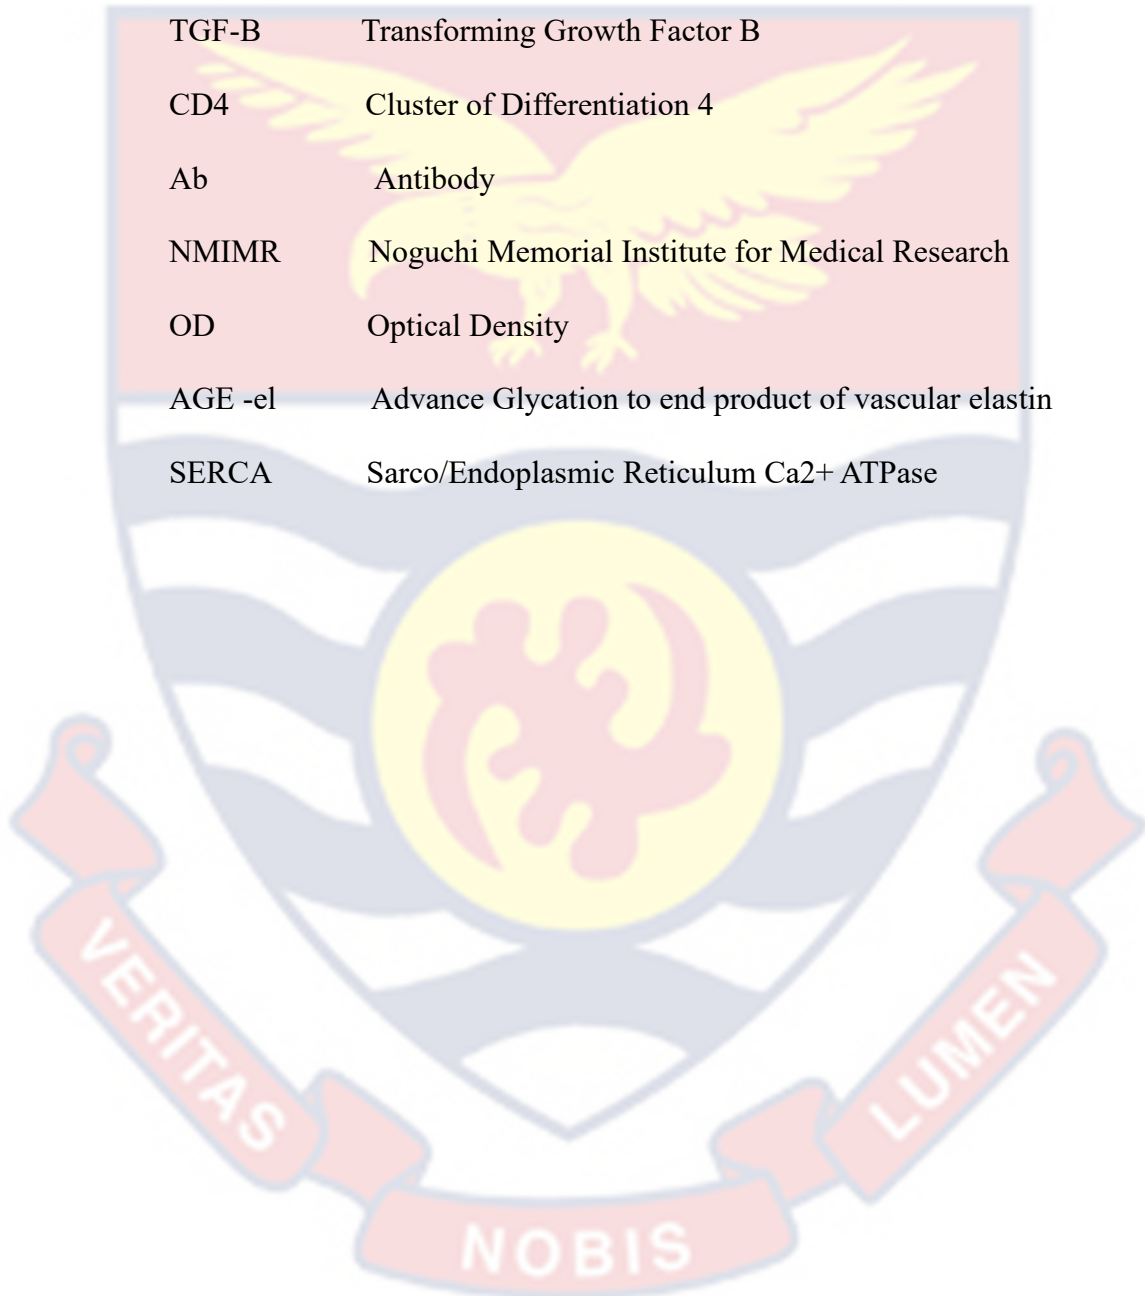 TGF-B Transforming Growth Factor B
CD4 Cluster of Differentiation 4
Ab Antibody
NMIMR Noguchi Memorial Institute for Medical Research
OD Optical Density
AGE -el Advance Glycation to end product of vascular elastin
SERCA Sarco/Endoplasmic Reticulum Ca2+ ATPase
VERITAS
NOBIS
LUMEN